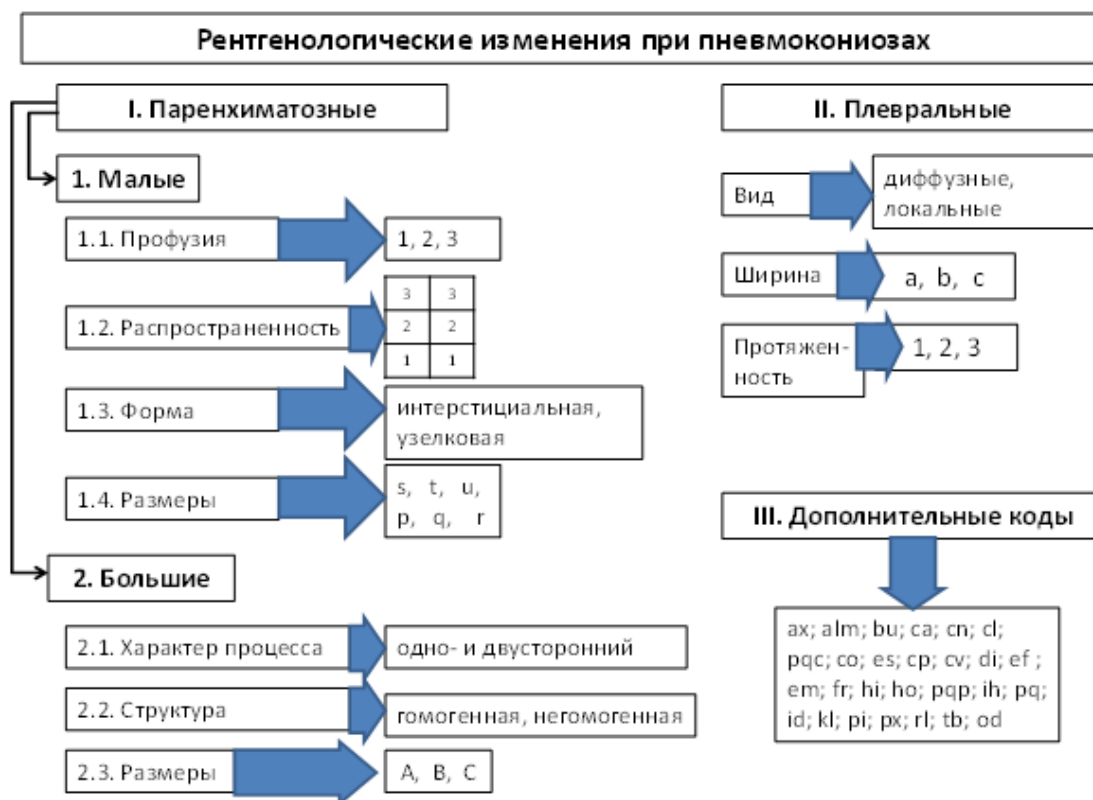 Рентгенологические изменения при пневмокониозах
I. Паренхиматозные
1. Малые
1.1. Профузия
1, 2, 3
1.2. Распространенность
3 3
2 2
1 1
1.3. Форма
интерстициальная,
узелковая
1.4. Размеры
s, t, u,
p, q, r
2. Большие
2.1. Характер процесса
одно- и двусторонний
2.2. Структура
гомогенная, негомогенная
2.3. Размеры
A, B, C
II. Плевральные
Вид
диффузные,
локальные
Ширина
a, b, c
Протяжен-
ность
1, 2, 3
III. Дополнительные коды
ax; alm; bu; ca; cn; cl;
pqc; co; es; cp; cv; di; ef ;
em; fr; hi; ho; pqp; ih; pq;
id; kl; pi; px; rl; tb; od